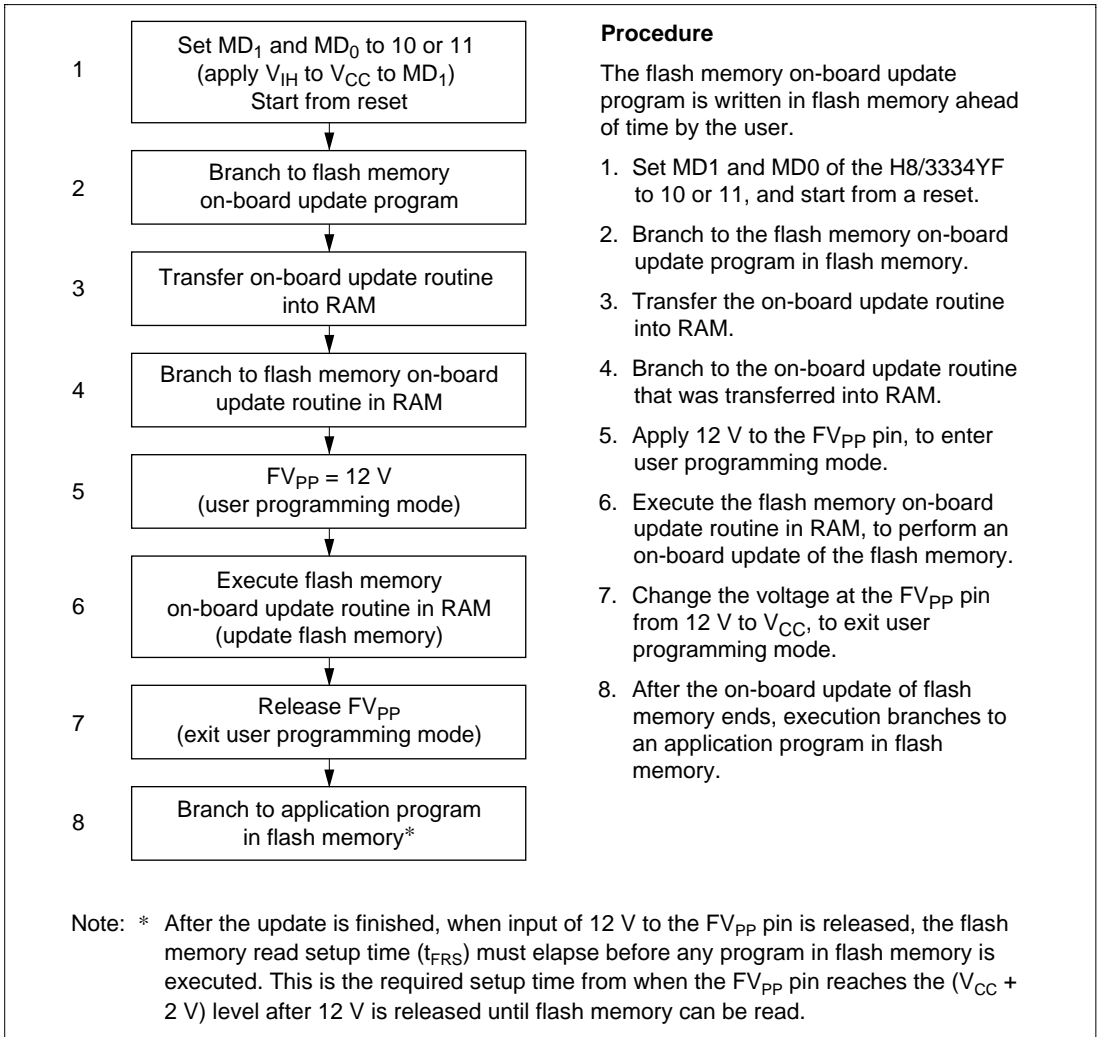 1
Set MD1 and MD0 to 10 or 11
(apply VIH to VCC to MD1)
Start from reset
2
Branch to flash memory
on-board update program
3
Transfer on-board update routine
into RAM
4
Branch to flash memory on-board
update routine in RAM
5
FVPP = 12 V
(user programming mode)
6
Execute flash memory
on-board update routine in RAM
(update flash memory)
7
Release FVPP
(exit user programming mode)
8
Branch to application program
in flash memory*
Procedure
The flash memory on-board update
program is written in flash memory ahead
of time by the user.
1. Set MD1 and MD0 of the H8/3334YF
to 10 or 11, and start from a reset.
2. Branch to the flash memory on-board
update program in flash memory.
3. Transfer the on-board update routine
into RAM.
4. Branch to the on-board update routine
that was transferred into RAM.
5. Apply 12 V to the FVPP pin, to enter
user programming mode.
6. Execute the flash memory on-board
update routine in RAM, to perform an
on-board update of the flash memory.
7. Change the voltage at the FVPP pin
from 12 V to VCC, to exit user
programming mode.
8. After the on-board update of flash
memory ends, execution branches to
an application program in flash
memory.
Note: * After the update is finished, when input of 12 V to the FVPP pin is released, the flash
memory read setup time (tFRS) must elapse before any program in flash memory is
executed. This is the required setup time from when the FVPP pin reaches the (VCC +
2 V) level after 12 V is released until flash memory can be read.